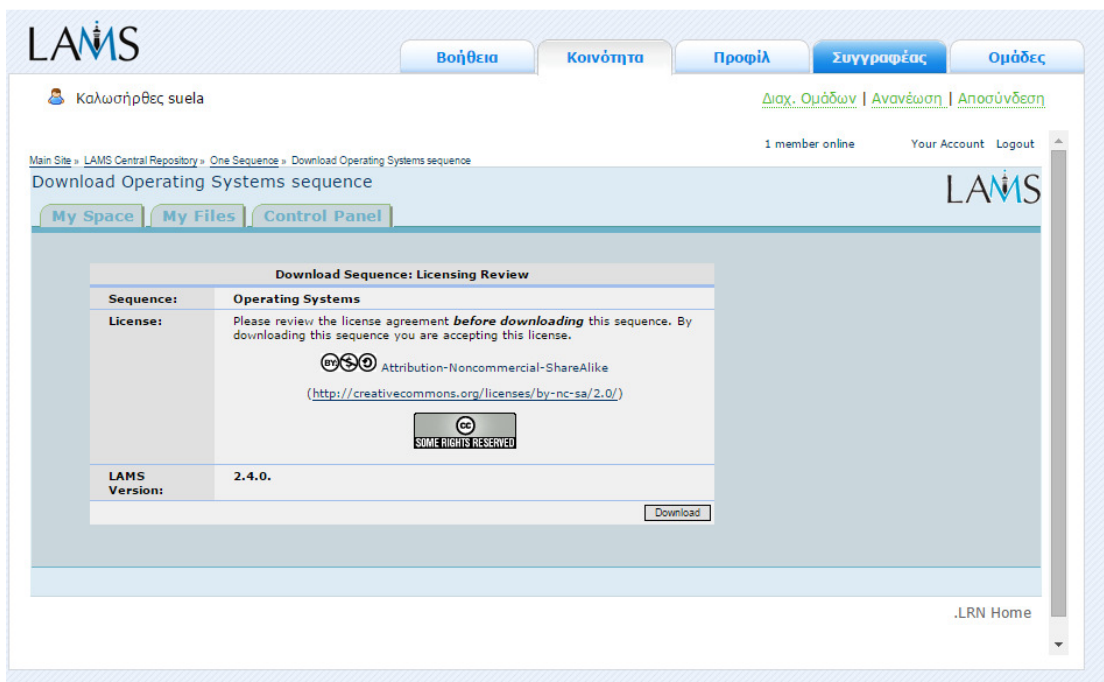 LAMS
Βοήθεια
Κοινότητα
Προφίλ
Συγγραφέας
Ομάδες
Καλωσήρθες suela
Διαχ. Ομάδων | Ανανέωση | Αποσύνδεση
1 member online Your Account Logout
Main Site » LAMS Central Repository » One Sequence » Download Operating Systems sequence
Download Operating Systems sequence
LAMS
My Space
My Files
Control Panel
Download Sequence: Licensing Review
Sequence: Operating Systems
License: Please review the license agreement before downloading this sequence. By
downloading this sequence you are accepting this license.
BY: $ Attribution-Noncommercial-ShareAlike
(http://creativecommons.org/licenses/by-nc-sa/2.0/)
cc
SOME RIGHTS RESERVED
LAMS 2.4.0.
Version:
Download
.LRN Home